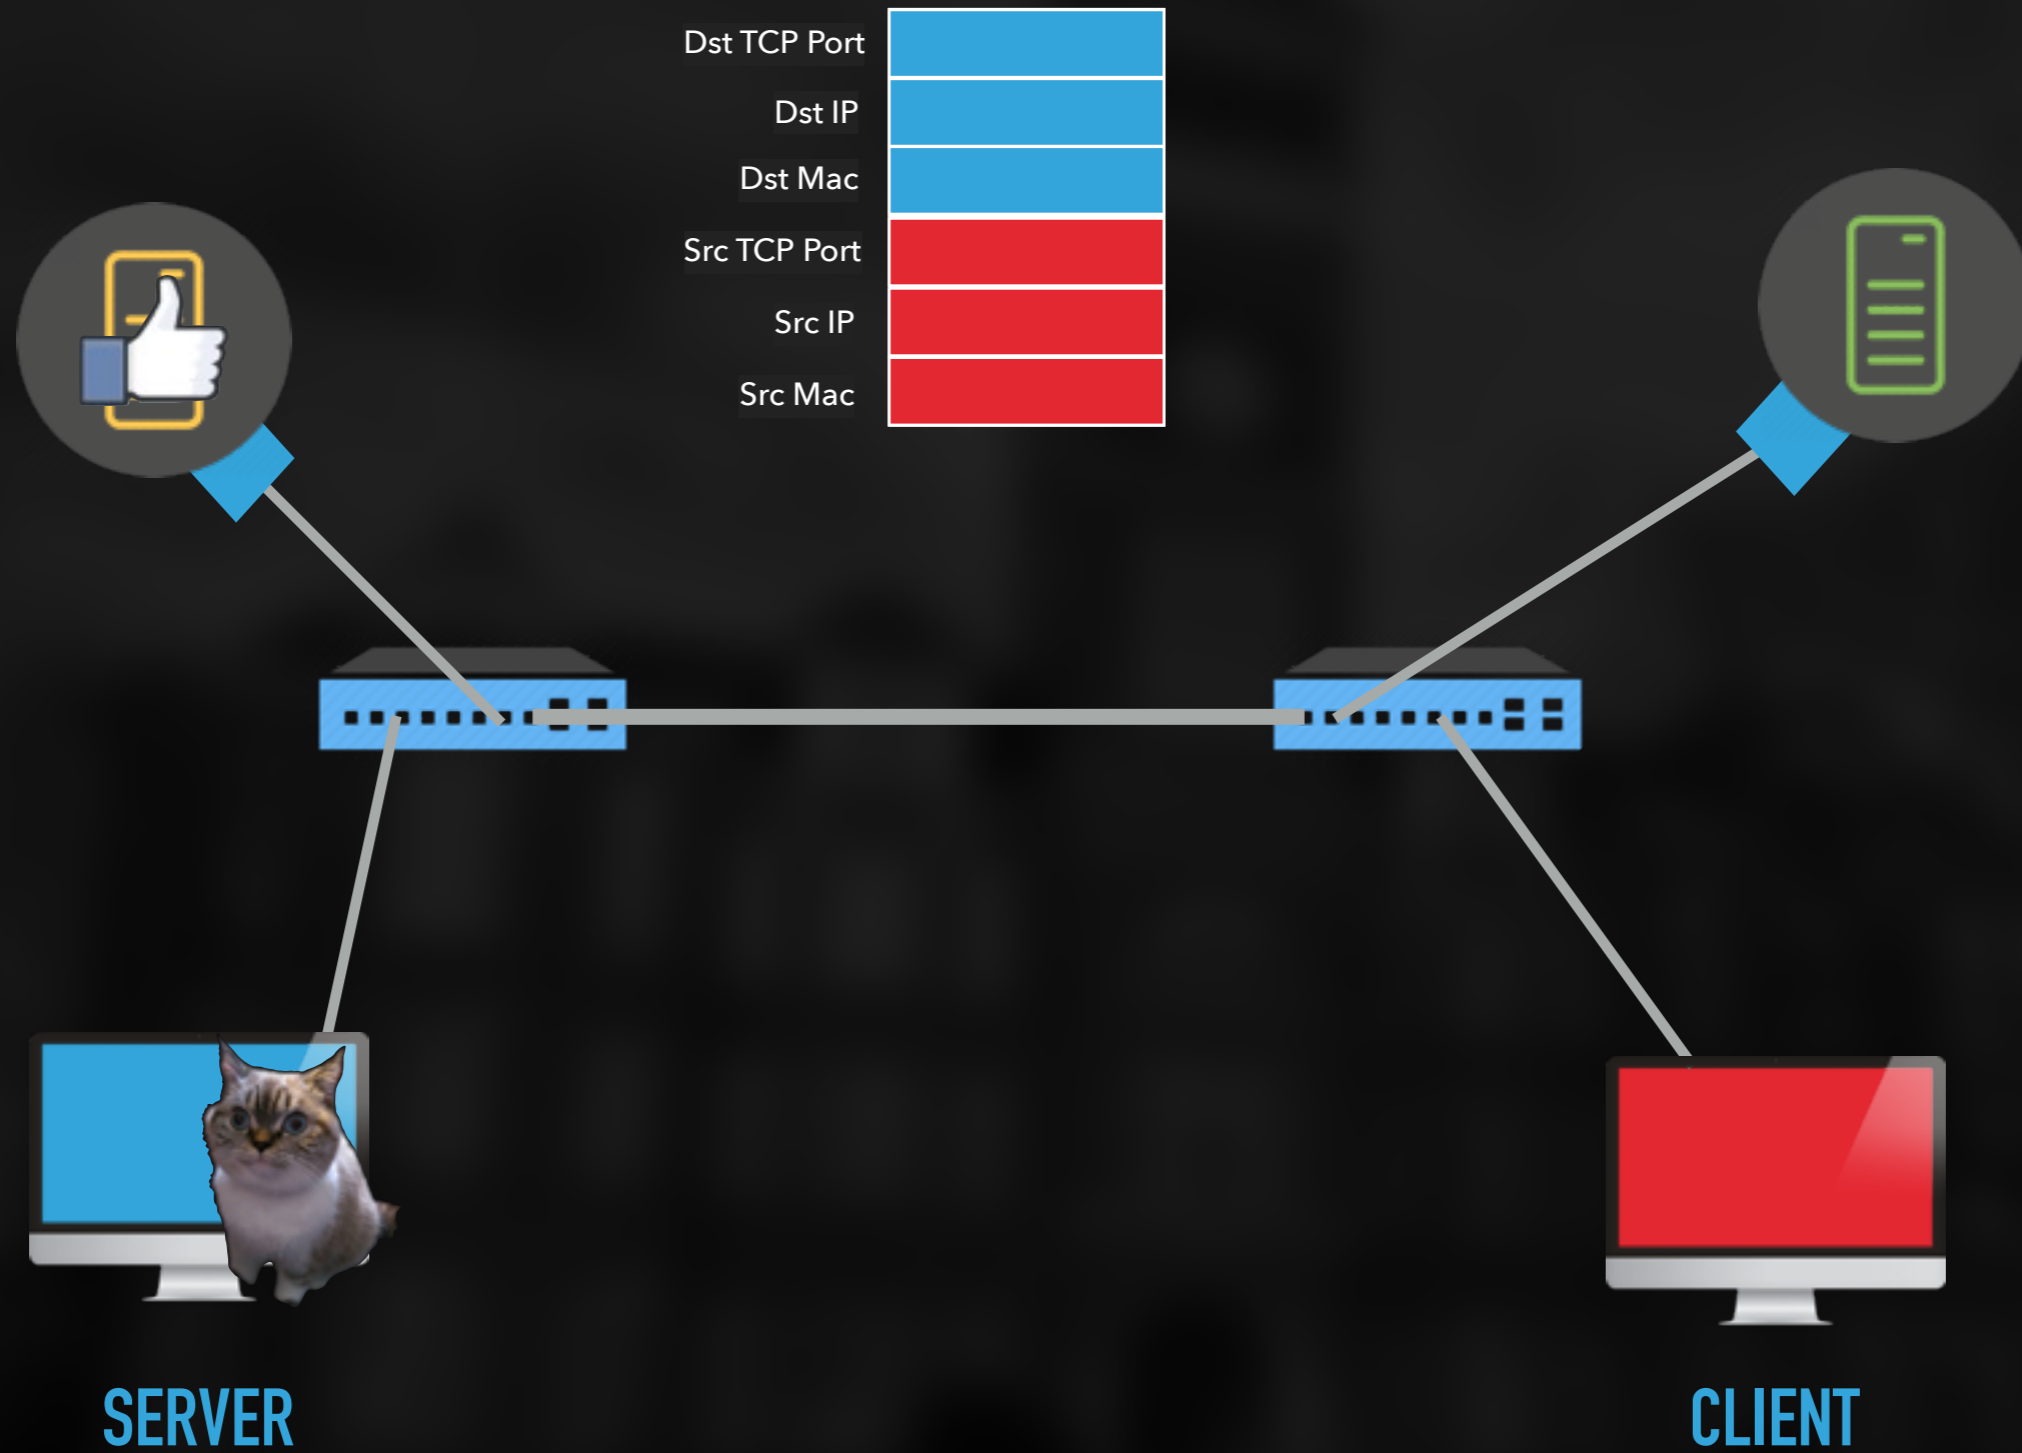 Dst TCP Port
Dst IP
Dst Mac
Src TCP Port
Src IP
Src Mac
SERVER
CLIENT